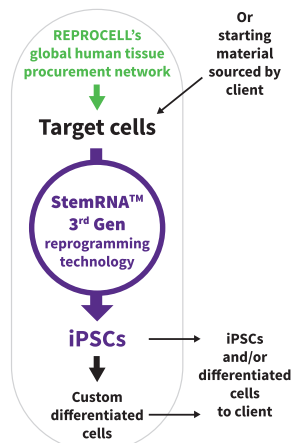 REPROCELL's
global human tissue
procurement network
Or
starting
material
sourced by
client
Target cells
StemRNA™
3rd Gen
reprogramming
technology
iPSCs
Custom
differentiated
cells
iPSCs
and/or
differentiated
cells
to client